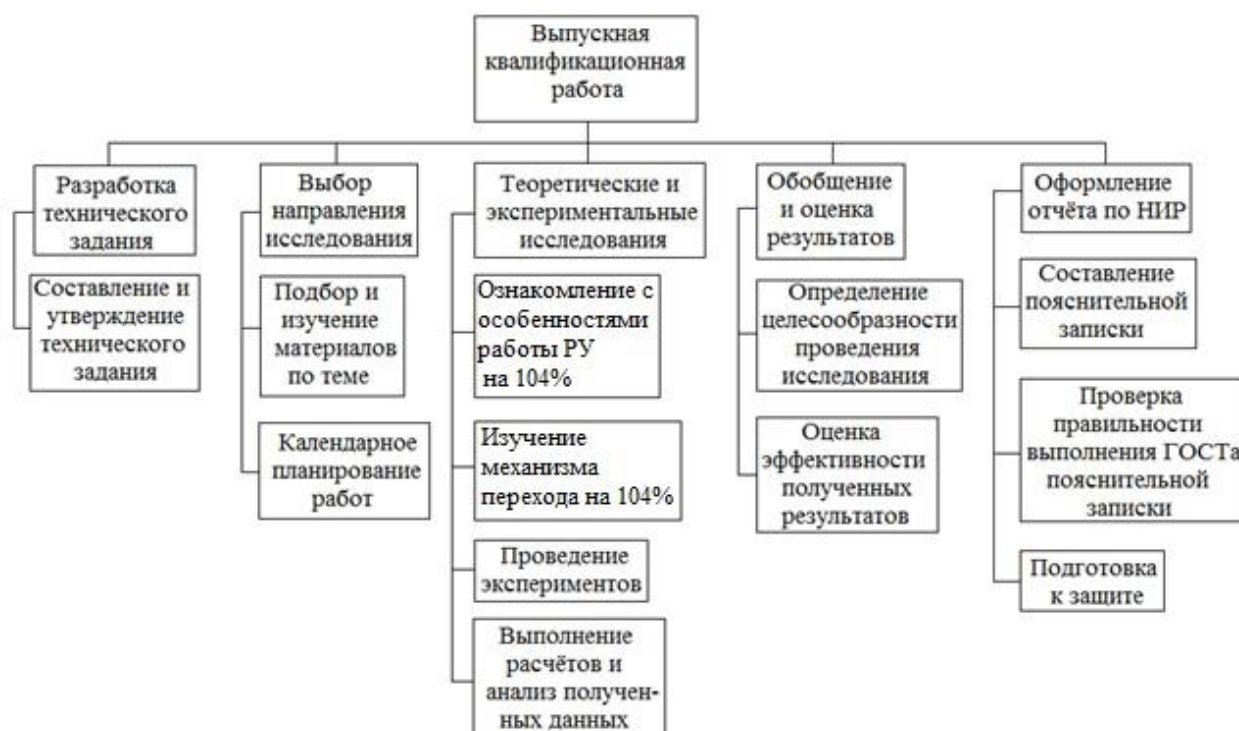 Выпускная
квалификационная
работа
Разработка
технического
задания
Составление и
утверждение
технического
задания
Выбор
направления
исследования
Подбор и
изучение
материалов
по теме
Календарное
планирование
работ
Теоретические и
экспериментальные
исследования
Ознакомление с
особенностями
работы РУ
на 104%
Изучение
механизма
перехода на 104%
Проведение
экспериментов
Выполнение
расчётов и
анализ получен-
ных данных
Обобщение
и оценка
результатов
Определение
целесообразности
проведения
исследования
Оценка
эффективности
полученных
результатов
Оформление
отчёта по НИР
Составление
пояснительной
записки
Проверка
правильности
выполнения ГОСТа
пояснительной
записки
Подготовка
к защите